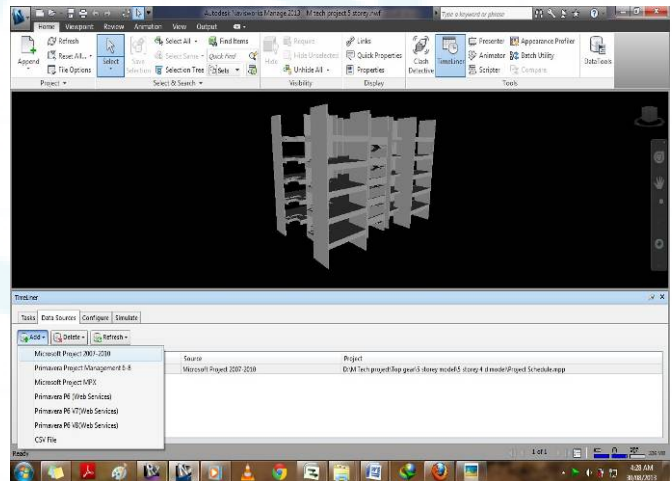 Autodesk Navisworks Manage 2013 M tech project 5 storey.nwf
Type a keyword or phrase
Home Viewpoint Review Animation View Output
Append
Refresh
Reset All...
File Options
Select
Save Selection
Select All
Select Same
Selection Tree
Find Items
Quick Find
Sets
Hide
Require
Hide Unselected
Unhide All
Links
Quick Properties
Properties
Clash Detective
TimeLiner
Presenter
Animator
Scripter
Appearance Profiler
Batch Utility
Compare
DataTools
Project
Select & Search
Visibility
Display
Tools
TimeLiner
Tasks Data Sources Configure Simulate
Add Delete Refresh
Microsoft Project 2007-2010
Primavera Project Management 6-8
Microsoft Project MPX
Primavera P6 (Web Services)
Primavera P6 V7(Web Services)
Primavera P6 V8(Web Services)
CSV File
Source Project
Microsoft Project 2007-2010 D:\M Tech project\Top gear\5 storey model\5 storey 4 d model\Project Schedule.mpp
Ready
1 of 1
4:28 AM
30/08/2013